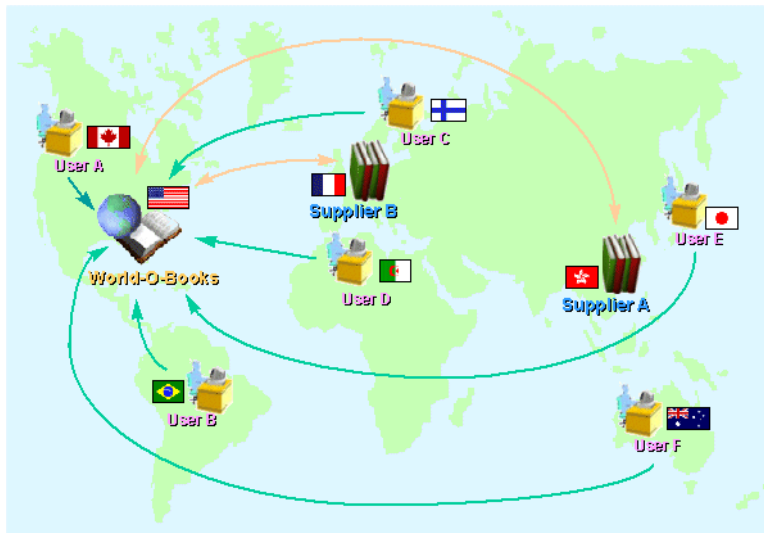 User A
User C
Supplier B
User E
World-O-Books
User D
Supplier A
User B
User F